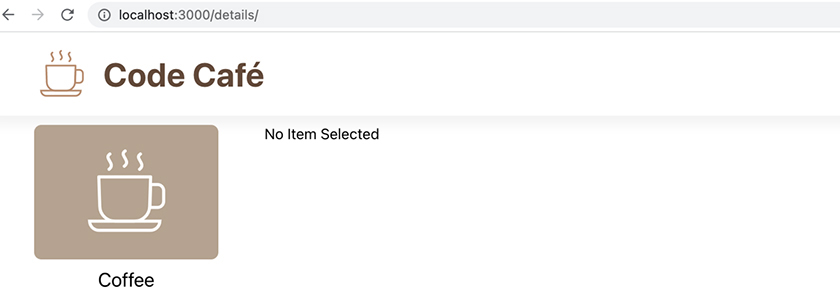 localhost:3000/details/
Code Café
No Item Selected
Coffee